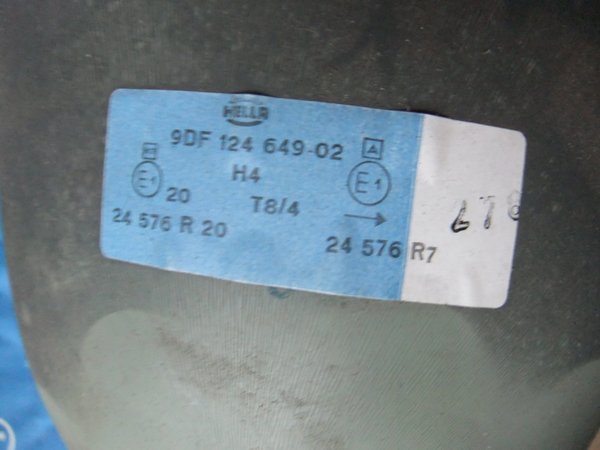 HELLA
9DF 124 649-02
H4
E1
20
T8/4
E1
A
→
24 576 R 20
24 576 R7